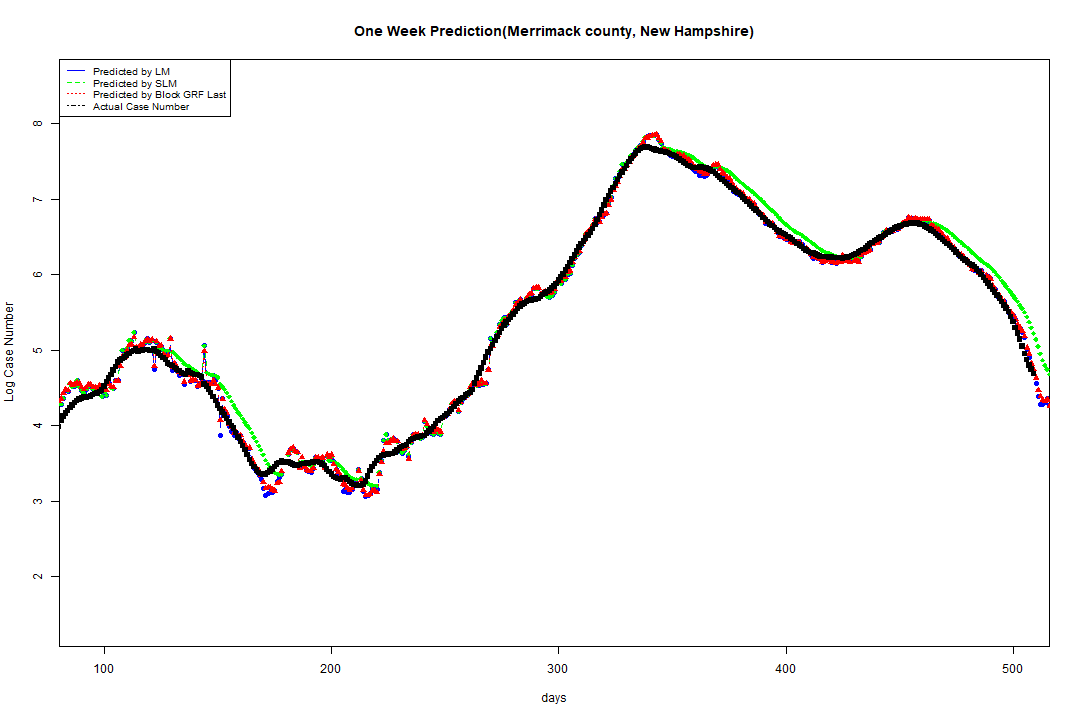 One Week Prediction(Merrimack county, New Hampshire)
Predicted by LM
Predicted by SLM
Predicted by Block GRF Last
Actual Case Number
8
7
6
5
4
3
2
Log Case Number
100 200 300 400 500
days